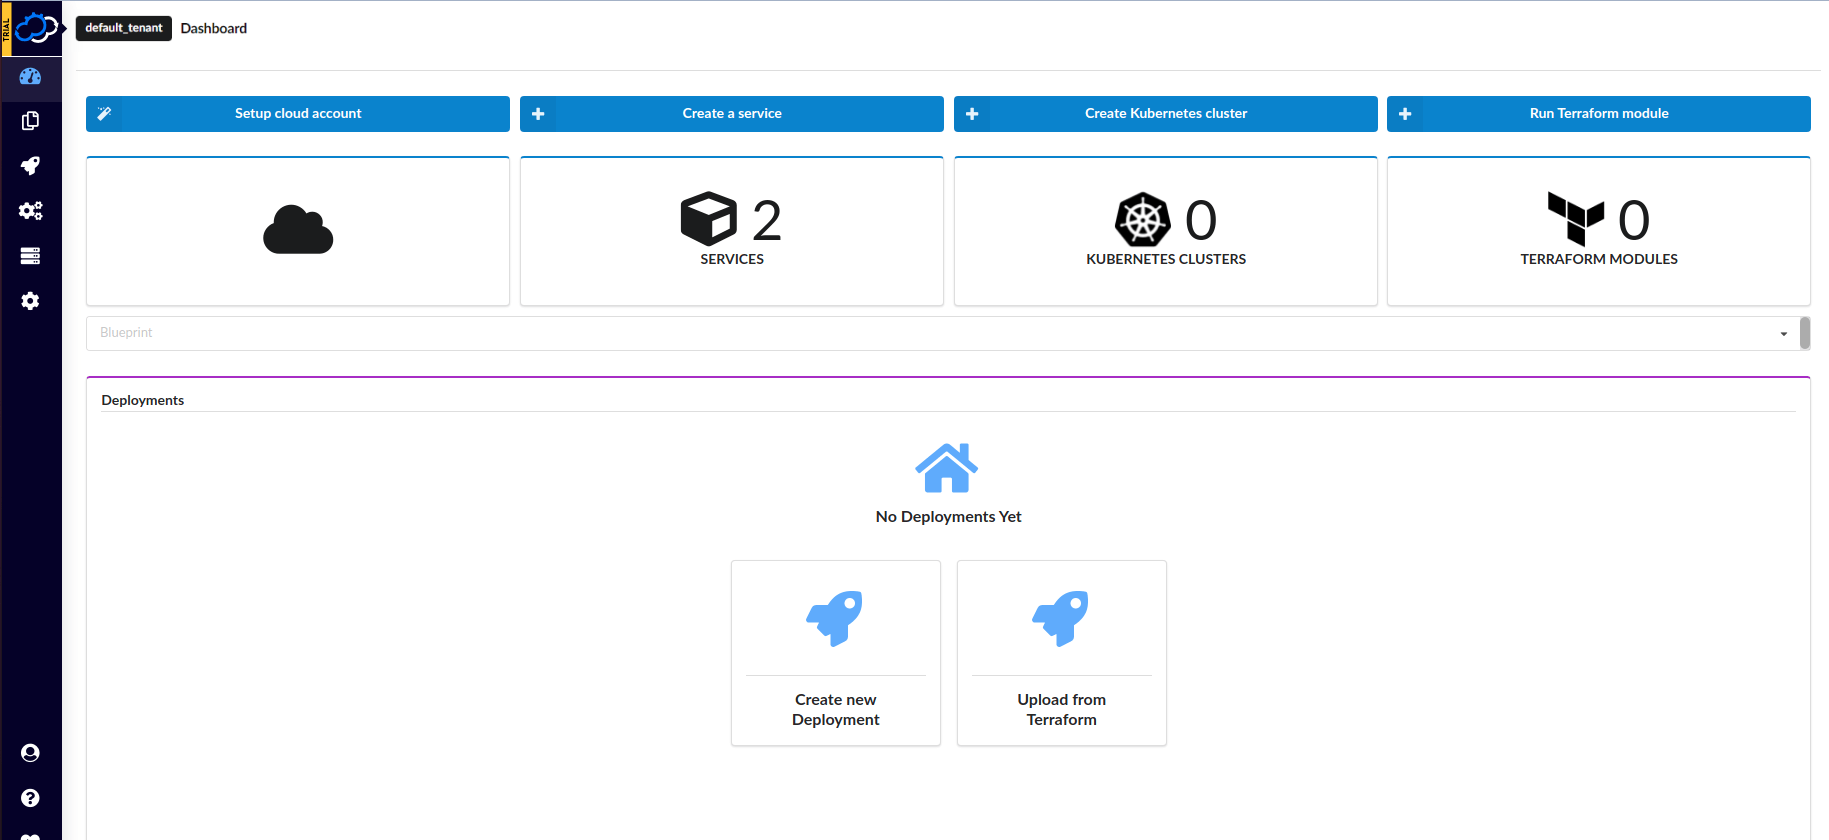 TRIAL
default_tenant Dashboard
Setup cloud account
Create a service
Create Kubernetes cluster
Run Terraform module
2
SERVICES
0
KUBERNETES CLUSTERS
0
TERRAFORM MODULES
Blueprint
Deployments
No Deployments Yet
Create new
Deployment
Upload from
Terraform